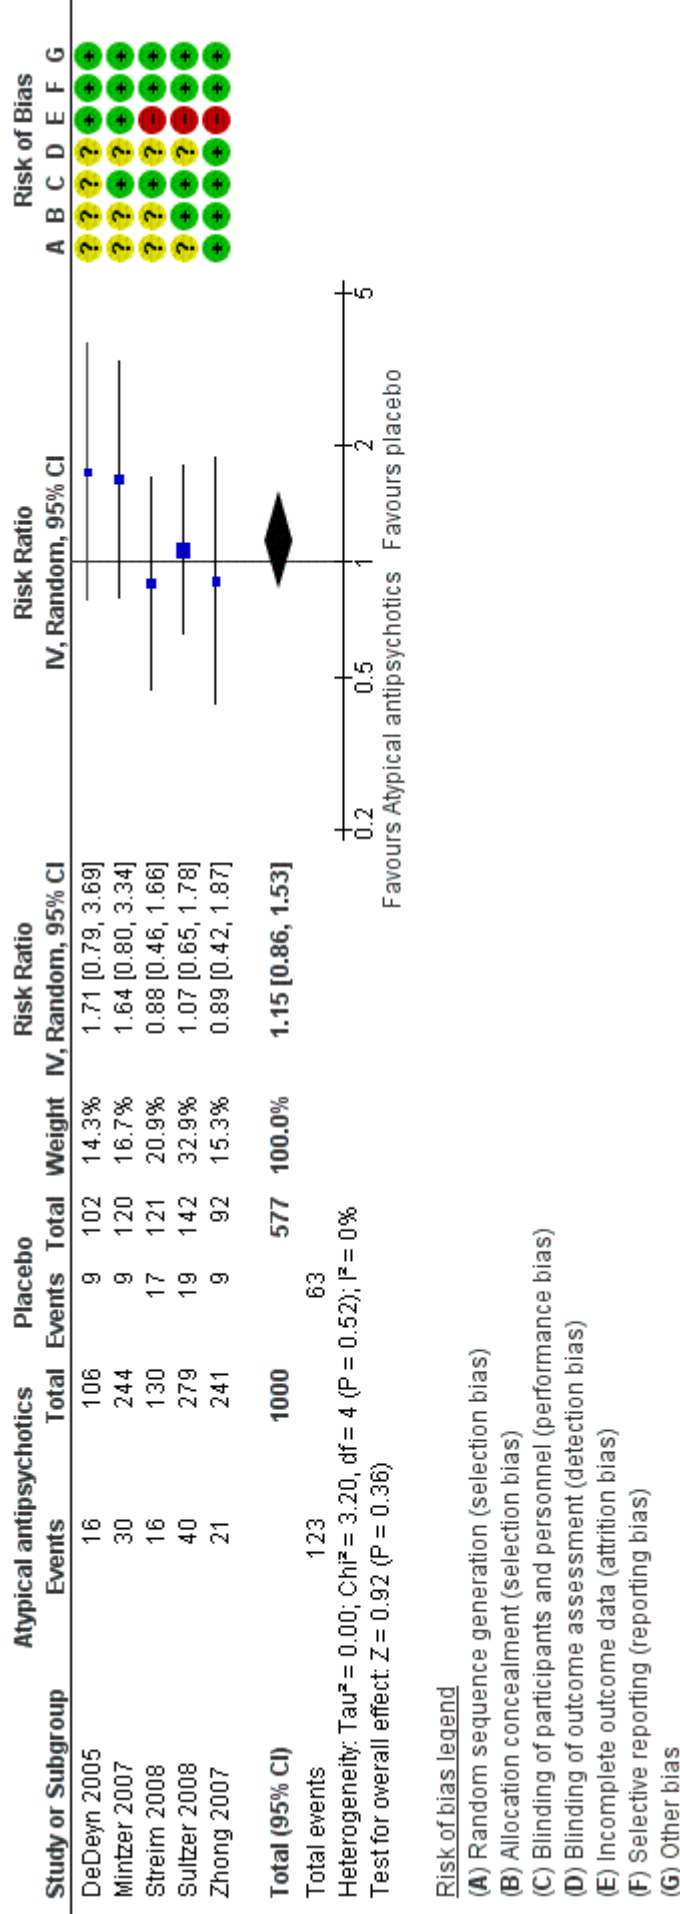 Atypical antipsychotics Placebo Risk Ratio Risk Ratio Risk of Bias
Study or Subgroup Events Total Events Total Weight IV, Random, 95% CI IV, Random, 95% CI A B C D E F G
DeDeyn 2005 16 106 9 102 14.3% 1.71 [0.79, 3.69] ? ? ? ? + + +
Mintzer 2007 30 244 9 120 16.7% 1.64 [0.80, 3.34] ? ? + ? + + +
Streim 2008 16 130 17 121 20.9% 0.88 [0.46, 1.66] ? ? + ? − + +
Sultzer 2008 40 279 19 142 32.9% 1.07 [0.65, 1.78] ? + + ? − + +
Zhong 2007 21 241 9 92 15.3% 0.89 [0.42, 1.87] + + + + − + +
Total (95% CI) 1000 577 100.0% 1.15 [0.86, 1.53]
Total events 123 63
Heterogeneity: Tau² = 0.00; Chi² = 3.20, df = 4 (P = 0.52); I² = 0%
Test for overall effect: Z = 0.92 (P = 0.36)
0.2 0.5 1 2 5
Favours Atypical antipsychotics Favours placebo
Risk of bias legend
(A) Random sequence generation (selection bias)
(B) Allocation concealment (selection bias)
(C) Blinding of participants and personnel (performance bias)
(D) Blinding of outcome assessment (detection bias)
(E) Incomplete outcome data (attrition bias)
(F) Selective reporting (reporting bias)
(G) Other bias